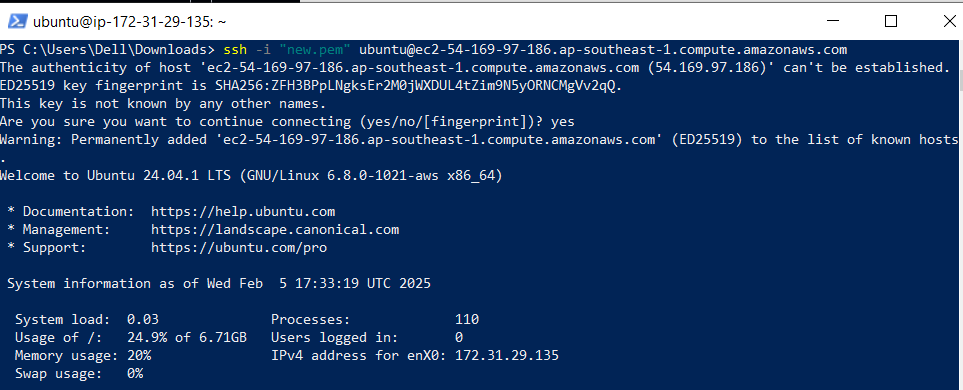 ubuntu@ip-172-31-29-135: ~
PS C:\Users\Dell\Downloads> ssh -i "new.pem" ubuntu@ec2-54-169-97-186.ap-southeast-1.compute.amazonaws.com
The authenticity of host 'ec2-54-169-97-186.ap-southeast-1.compute.amazonaws.com (54.169.97.186)' can't be established.
ED25519 key fingerprint is SHA256:ZFH3BPpLNgksEr2M0jWXDUL4tZim9N5yORNCMgVv2qQ.
This key is not known by any other names.
Are you sure you want to continue connecting (yes/no/[fingerprint])? yes
Warning: Permanently added 'ec2-54-169-97-186.ap-southeast-1.compute.amazonaws.com' (ED25519) to the list of known hosts
.
Welcome to Ubuntu 24.04.1 LTS (GNU/Linux 6.8.0-1021-aws x86_64)
 * Documentation:  https://help.ubuntu.com
 * Management:     https://landscape.canonical.com
 * Support:        https://ubuntu.com/pro
 System information as of Wed Feb  5 17:33:19 UTC 2025
  System load:  0.03              Processes:             110
  Usage of /:   24.9% of 6.71GB   Users logged in:       0
  Memory usage: 20%               IPv4 address for enX0: 172.31.29.135
  Swap usage:   0%